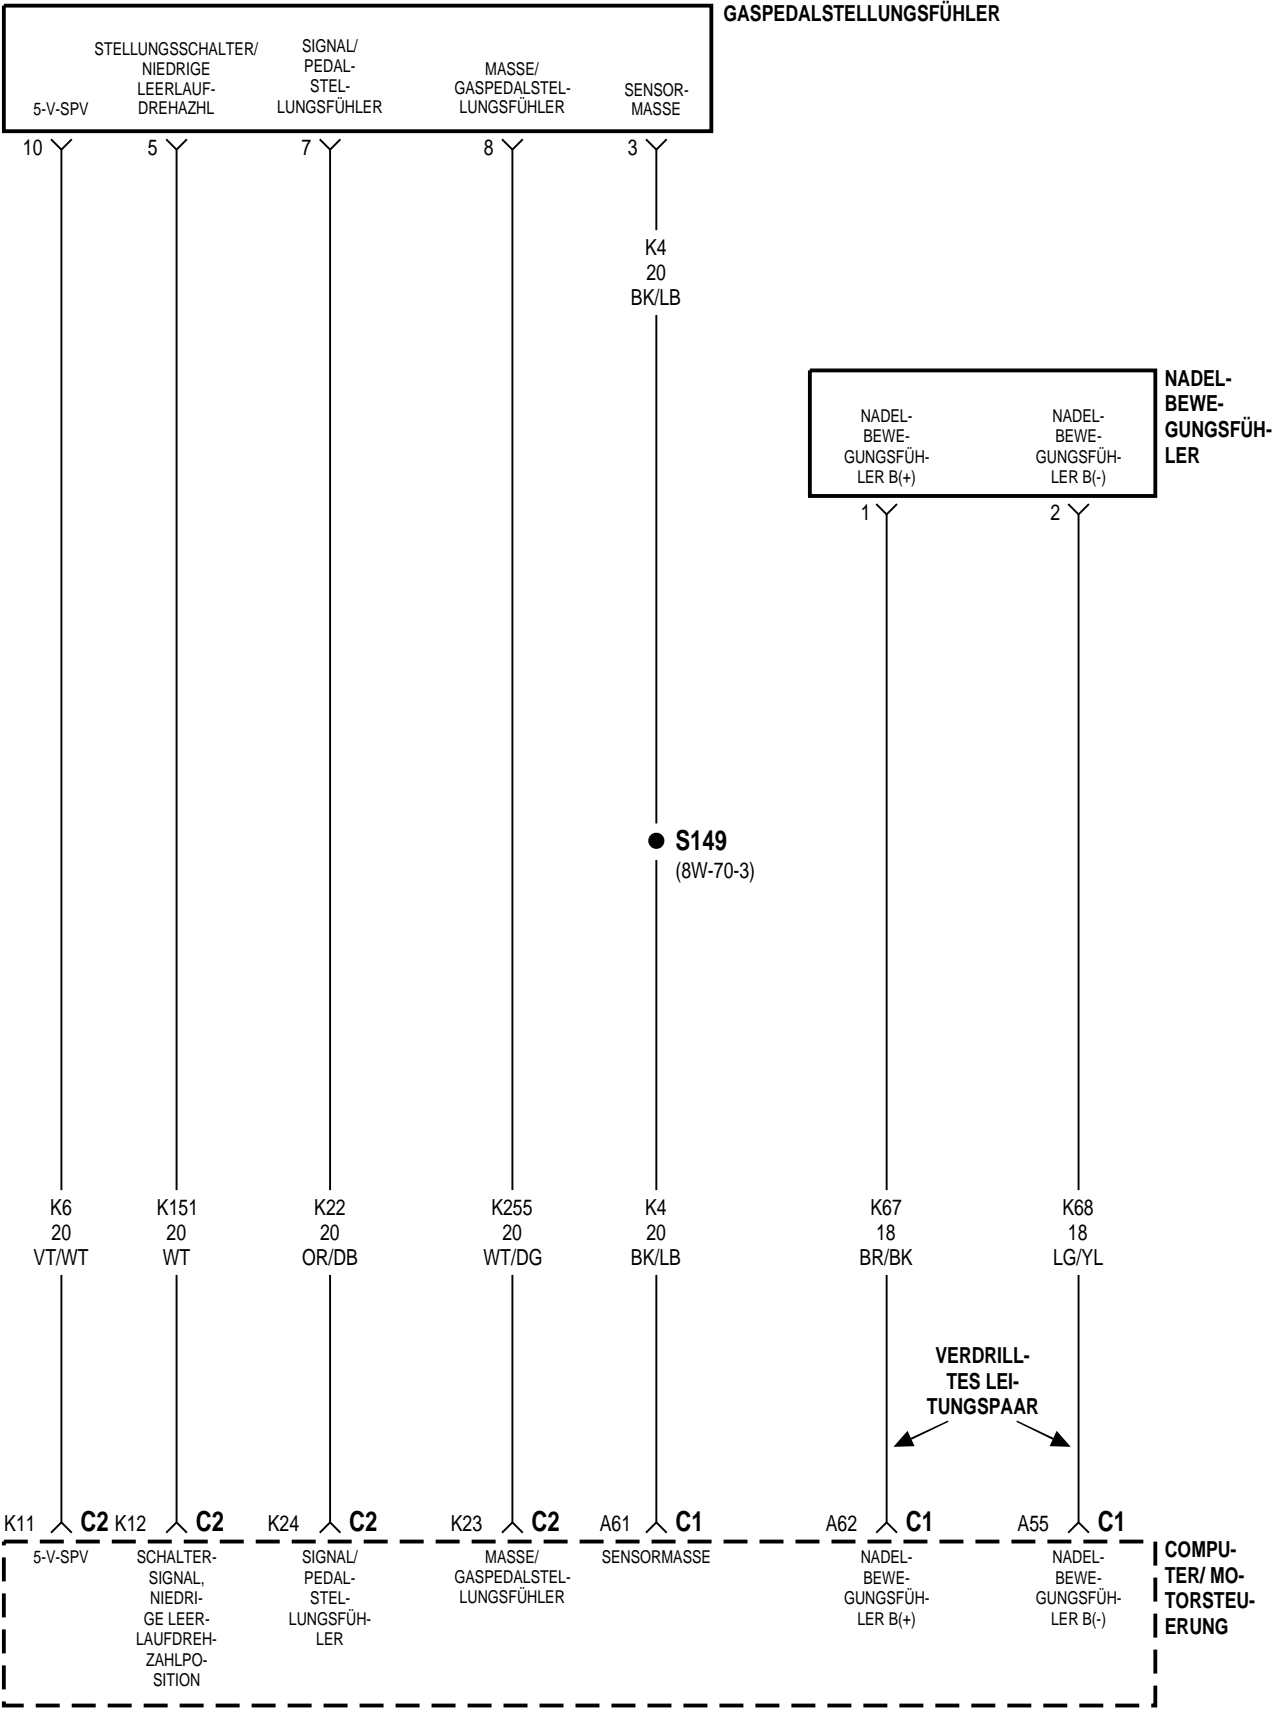 GASPEDALSTELLUNGSFÜHLER
5-V-SPV
STELLUNGSSCHALTER/
NIEDRIGE
LEERLAUF-
DREHAZHL
SIGNAL/
PEDAL-
STEL-
LUNGSFÜHLER
MASSE/
GASPEDALSTEL-
LUNGSFÜHLER
SENSOR-
MASSE
10
5
7
8
3
K4
20
BK/LB
NADEL-
BEWE-
GUNGSFÜH-
LER
NADEL-
BEWE-
GUNGSFÜH-
LER B(+)
NADEL-
BEWE-
GUNGSFÜH-
LER B(-)
1
2
S149
(8W-70-3)
K6
20
VT/WT
K151
20
WT
K22
20
OR/DB
K255
20
WT/DG
K4
20
BK/LB
K67
18
BR/BK
K68
18
LG/YL
VERDRILL-
TES LEI-
TUNGSPAAR
K11 C2
K12 C2
K24 C2
K23 C2
A61 C1
A62 C1
A55 C1
5-V-SPV
SCHALTER-
SIGNAL,
NIEDRI-
GE LEER-
LAUFDREH-
ZAHLPO-
SITION
SIGNAL/
PEDAL-
STEL-
LUNGSFÜH-
LER
MASSE/
GASPEDALSTEL-
LUNGSFÜHLER
SENSORMASSE
NADEL-
BEWE-
GUNGSFÜH-
LER B(+)
NADEL-
BEWE-
GUNGSFÜH-
LER B(-)
COMPU-
TER/ MO-
TORSTEU-
ERUNG